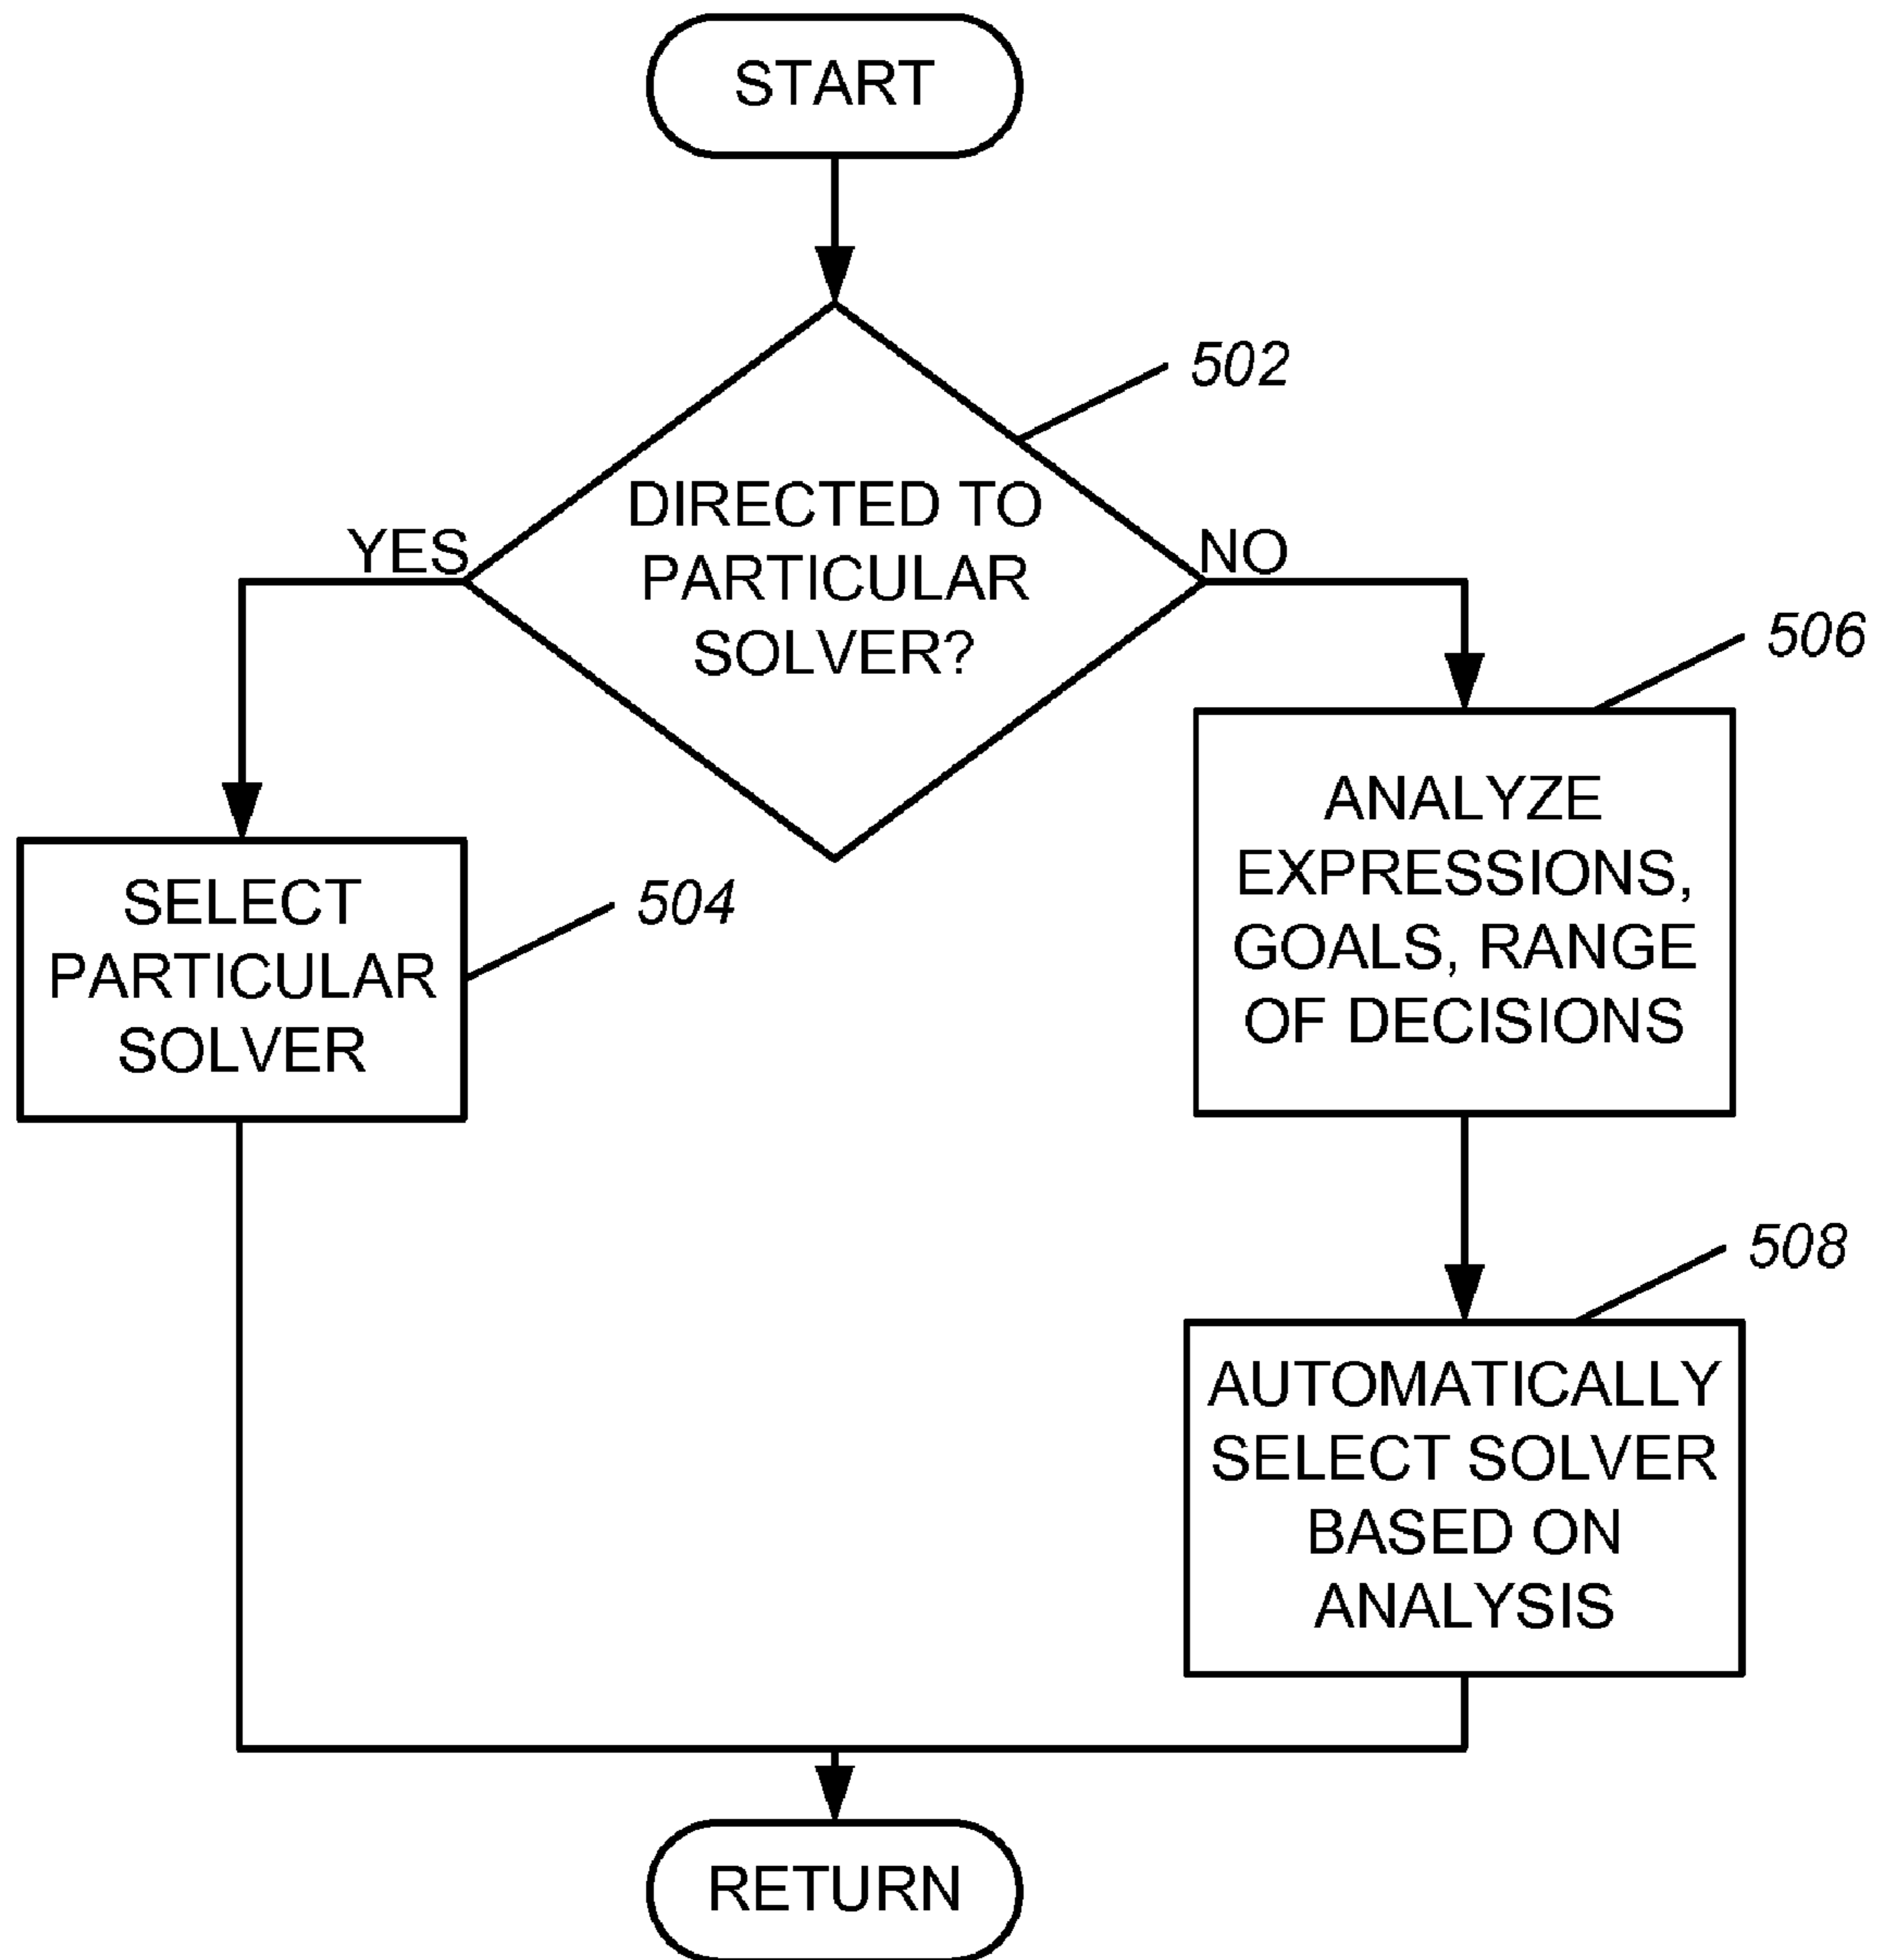 START
502
DIRECTED TO
PARTICULAR
SOLVER?
YES
NO
506
ANALYZE
EXPRESSIONS,
GOALS, RANGE
OF DECISIONS
SELECT
PARTICULAR
SOLVER
504
508
AUTOMATICALLY
SELECT SOLVER
BASED ON
ANALYSIS
RETURN